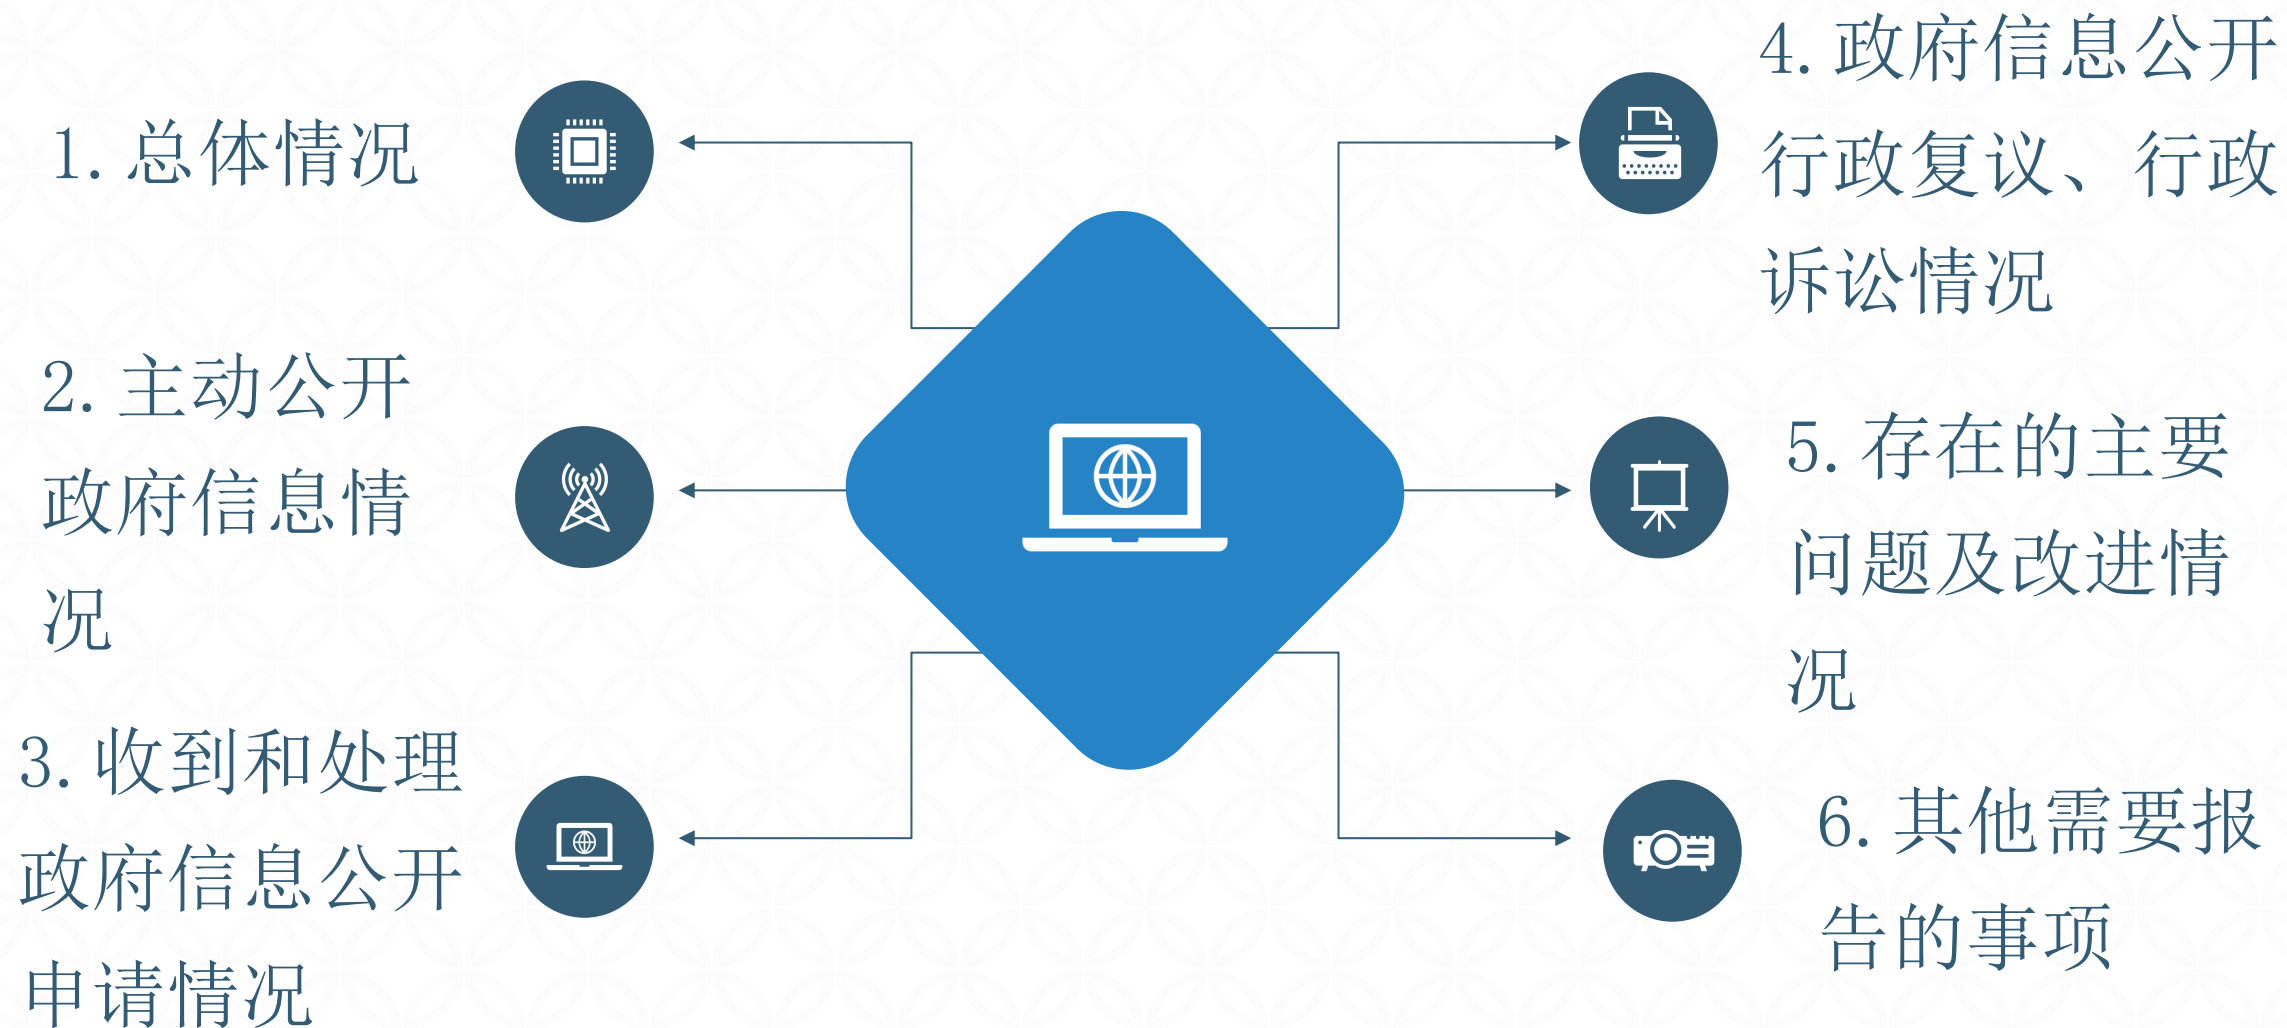 1.总体情况
2.主动公开
政府信息情
况
3.收到和处理
政府信息公开
申请情况
4.政府信息公开
行政复议、行政
诉讼情况
5.存在的主要
问题及改进情
况
6.其他需要报
告的事项